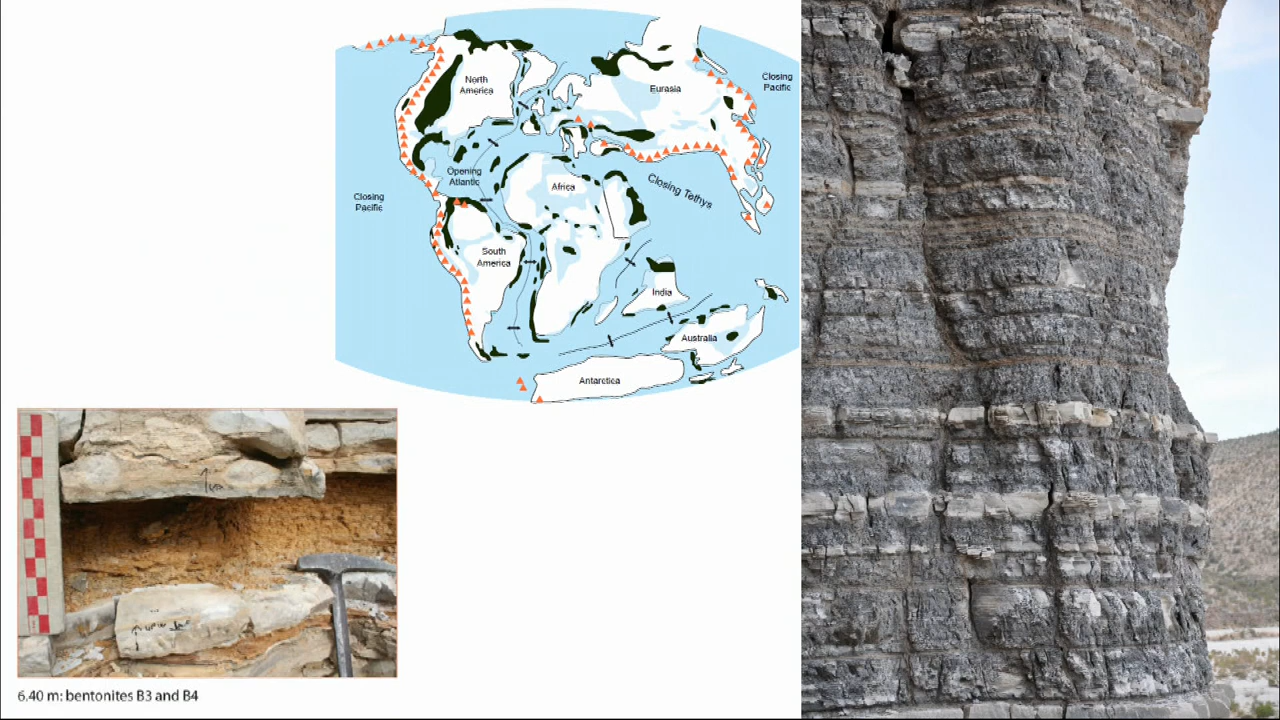 North
America
Eurasia
Closing
Pacific
Opening
Atlantic
Africa
Closing Tethys
Closing
Pacific
South
America
India
Australia
Antarctica
6.40 m: bentonites B3 and B4